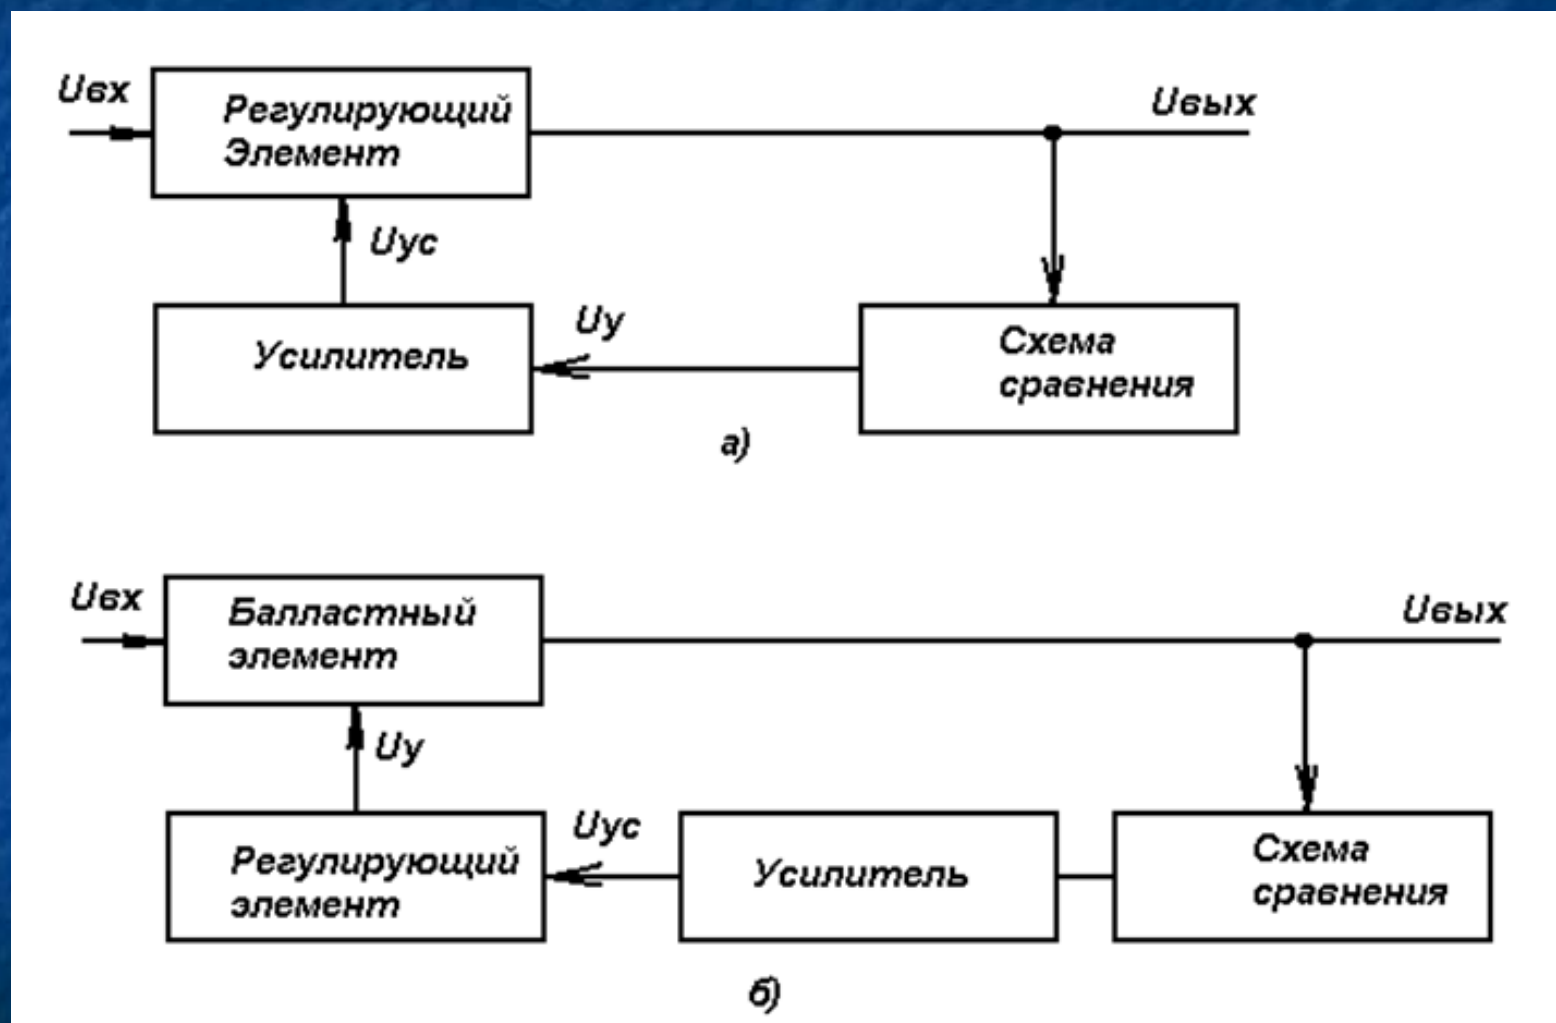 Uвх
Регулирующий
Элемент
Uвых
Uус
Усилитель
Uу
Схема
сравнения
а)
Uвх
Балластный
элемент
Uвых
Uу
Регулирующий
элемент
Uус
Усилитель
Схема
сравнения
б)